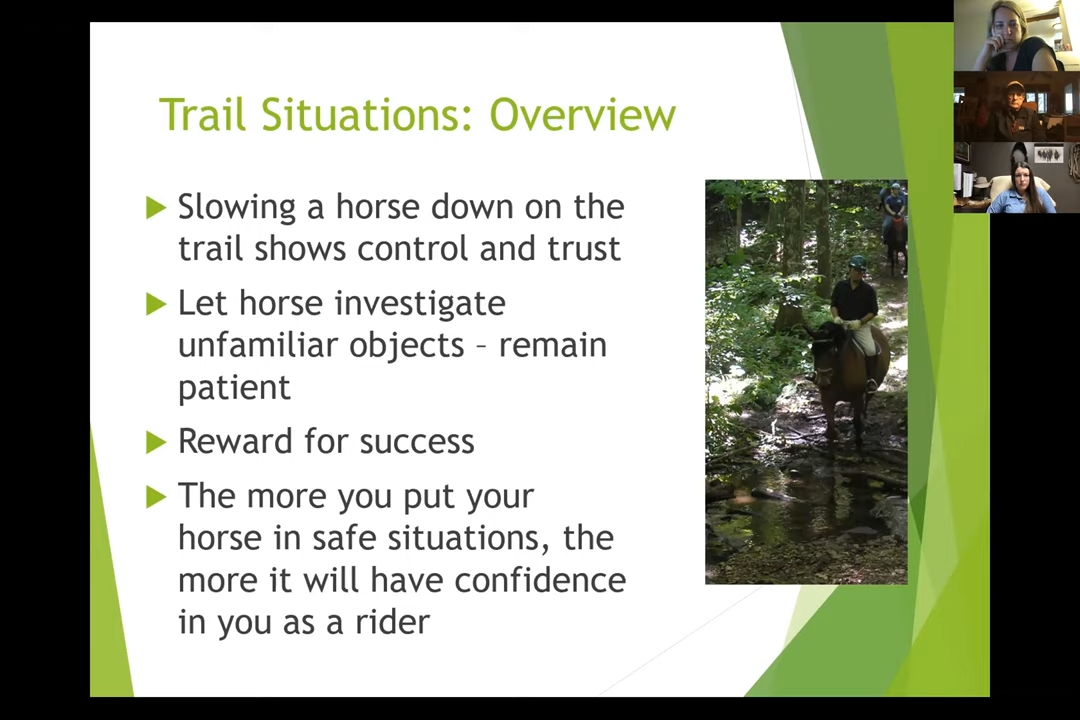 Trail Situations: Overview
Slowing a horse down on the
trail shows control and trust
Let horse investigate
unfamiliar objects – remain
patient
Reward for success
The more you put your
horse in safe situations, the
more it will have confidence
in you as a rider